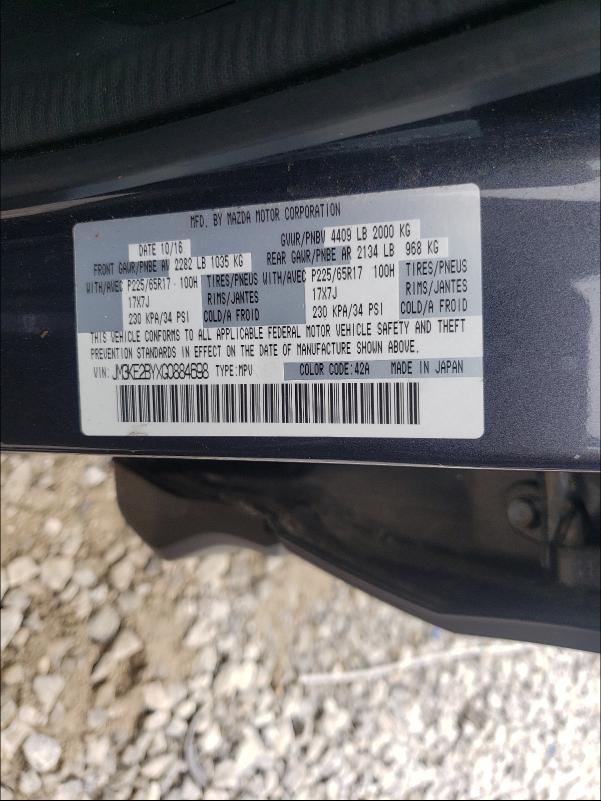 MFD. BY MAZDA MOTOR CORPORATION
DATE 10/16 GVWR/PNBV 4409 LB 2000 KG
FRONT GAWR/PNBE AV 2282 LB 1035 KG REAR GAWR/PNBE AR 2134 LB 968 KG
WITH/AVEC P225/65R17 100H TIRES/PNEUS WITH/AVEC P225/65R17 100H TIRES/PNEUS
17X7J RIMS/JANTES 17X7J RIMS/JANTES
230 KPA/34 PSI COLD/A FROID 230 KPA/34 PSI COLD/A FROID
THIS VEHICLE CONFORMS TO ALL APPLICABLE FEDERAL MOTOR VEHICLE SAFETY AND THEFT
PREVENTION STANDARDS IN EFFECT ON THE DATE OF MANUFACTURE SHOWN ABOVE.
VIN: JM3KE2BYXG0884698 TYPE:MPV COLOR CODE:42A MADE IN JAPAN